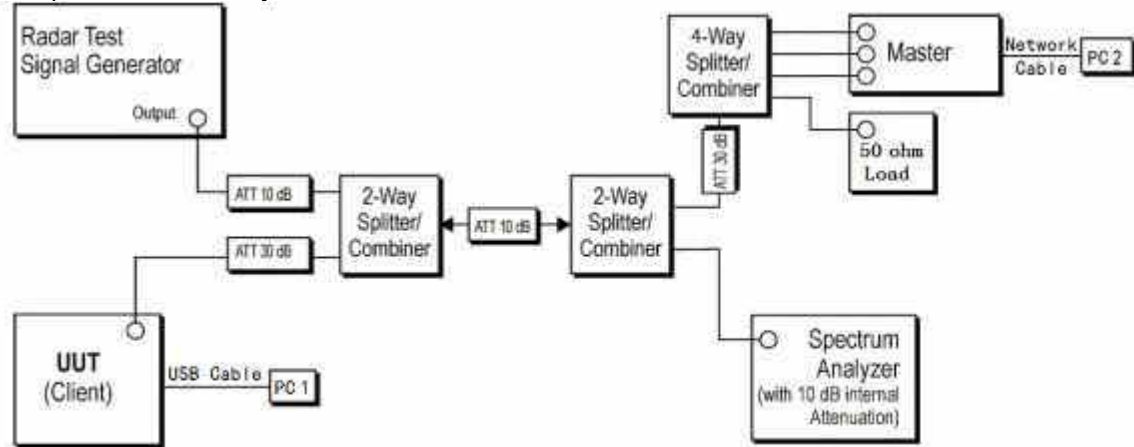 Radar Test
Signal Generator
Output
ATT 10 dB
ATT 30 dB
2-Way
Splitter/
Combiner
ATT 10 dB
2-Way
Splitter/
Combiner
ATT 30 dB
4-Way
Splitter/
Combiner
Master
Network
Cable
PC 2
50 ohm
Load
UUT
(Client)
USB Cable
PC 1
Spectrum
Analyzer
(with 10 dB internal
Attenuation)